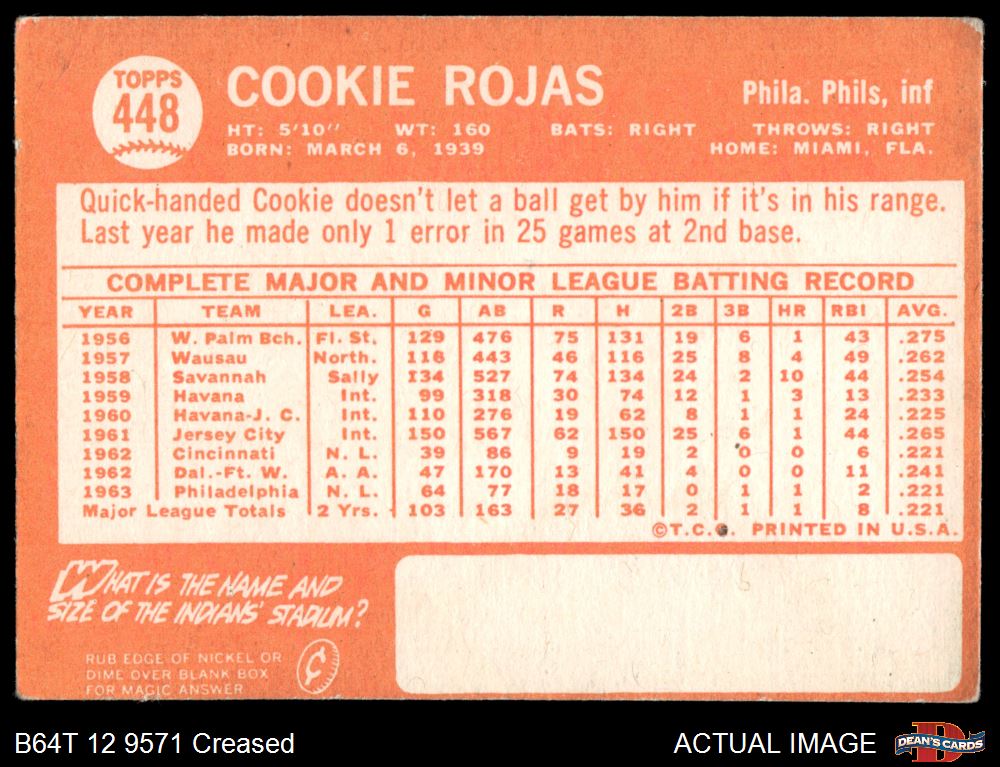 TOPPS
448
COOKIE ROJAS
Phila. Phils, inf
HT: 5'10" WT: 160 BATS: RIGHT THROWS: RIGHT
BORN: MARCH 6, 1939 HOME: MIAMI, FLA.
Quick-handed Cookie doesn't let a ball get by him if it's in his range.
Last year he made only 1 error in 25 games at 2nd base.
COMPLETE MAJOR AND MINOR LEAGUE BATTING RECORD
YEAR TEAM LEA. G AB R H 2B 3B HR RBI AVG.
1956 W. Palm Bch. Fl. St. 129 476 75 131 19 6 1 43 .275
1957 Wausau North. 118 443 46 116 25 8 4 49 .262
1958 Savannah Sally 134 527 74 134 24 2 10 44 .254
1959 Havana Int. 99 318 30 74 12 1 3 13 .233
1960 Havana-J. C. Int. 110 276 19 62 8 1 1 24 .225
1961 Jersey City Int. 150 567 62 150 25 6 1 44 .265
1962 Cincinnati N. L. 39 86 9 19 2 0 0 6 .221
1962 Dal.-Ft. W. A. A. 47 170 13 41 4 0 0 11 .241
1963 Philadelphia N. L. 64 77 18 17 0 1 1 2 .221
Major League Totals 2 Yrs. 103 163 27 36 2 1 1 8 .221
©T.C.G. PRINTED IN U.S.A.
WHAT IS THE NAME AND
SIZE OF THE INDIANS' STADIUM?
RUB EDGE OF NICKEL OR
DIME OVER BLANK BOX
FOR MAGIC ANSWER
¢
B64T 12 9571 Creased
ACTUAL IMAGE
D
DEAN'S CARDS